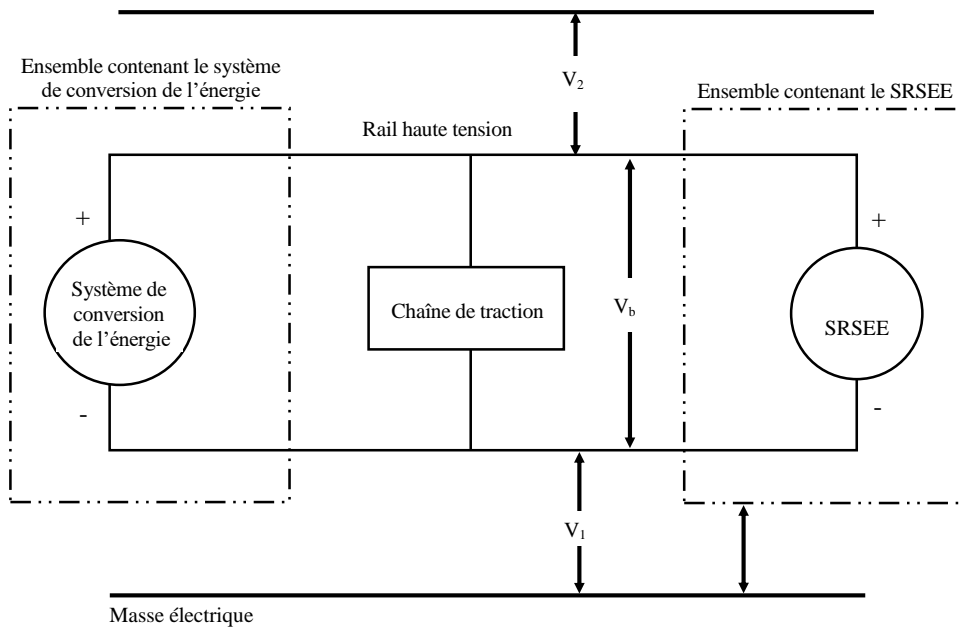 Ensemble contenant le système
de conversion de l’énergie
V2
Ensemble contenant le SRSEE
Rail haute tension
+
+
Système de
conversion
de l’énergie
Chaîne de traction
Vb
SRSEE
-
-
V1
Masse électrique